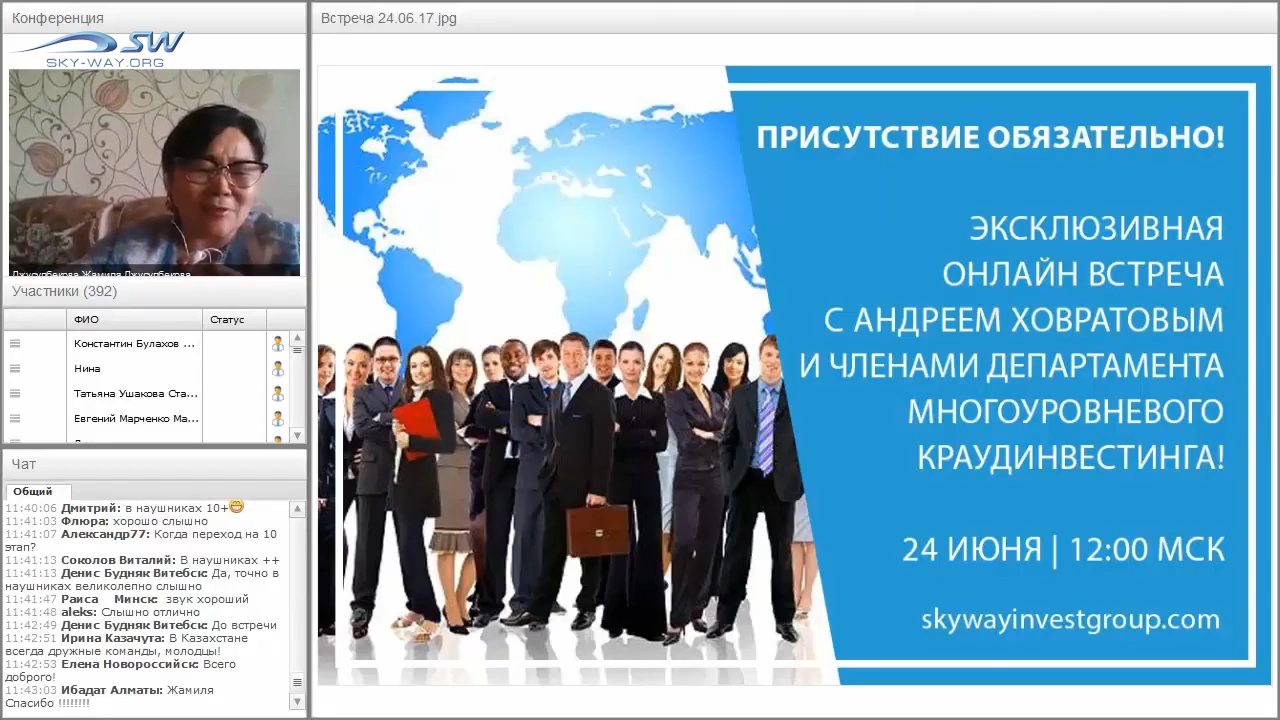 Конференция
SW
SKY-WAY.ORG
Джусупбекова Жамиля Джусупбекова
Участники (392)
ФИО Статус
Константин Булахов ...
Нина
Татьяна Ушакова Ста...
Евгений Марченко Ма...
Чат
Общий
11:40:06 Дмитрий: в наушниках 10+
11:41:03 Флюра: хорошо слышно
11:41:07 Александр77: Когда переход на 10
этап?
11:41:13 Соколов Виталий: В наушниках ++
11:41:13 Денис Будняк Витебск: Да, точно в
наушниках великолепно слышно
11:41:47 Раиса Минск: звук хороший
11:41:48 aleks: Слышно отлично
11:42:49 Денис Будняк Витебск: До встречи
11:42:51 Ирина Казачута: В Казахстане
всегда дружные команды, молодцы!
11:42:53 Елена Новороссийск: Всего
доброго!
11:43:03 Ибадат Алматы: Жамиля
Спасибо !!!!!!!!
Встреча 24.06.17.jpg
ПРИСУТСТВИЕ ОБЯЗАТЕЛЬНО!
ЭКСКЛЮЗИВНАЯ
ОНЛАЙН ВСТРЕЧА
С АНДРЕЕМ ХОВРАТОВЫМ
И ЧЛЕНАМИ ДЕПАРТАМЕНТА
МНОГОУРОВНЕВОГО
КРАУДИНВЕСТИНГА!
24 ИЮНЯ | 12:00 МСК
skywayinvestgroup.com